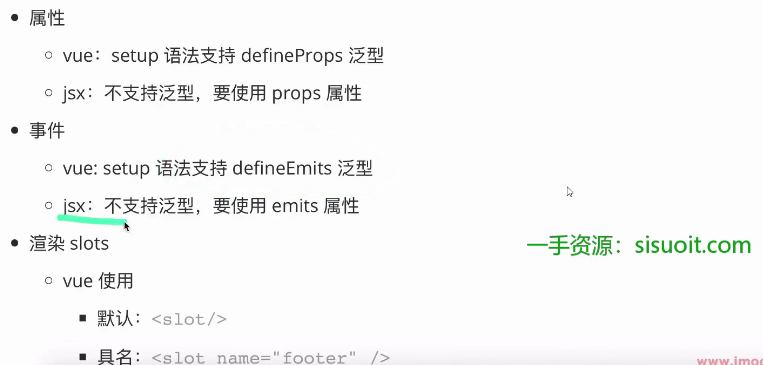 属性
vue：setup 语法支持 defineProps 泛型
jsx：不支持泛型，要使用 props 属性
事件
vue: setup 语法支持 defineEmits 泛型
jsx：不支持泛型，要使用 emits 属性
渲染 slots
一手资源：sisuoit.com
vue 使用
默认：<slot/>
具名：<slot name="footer" />